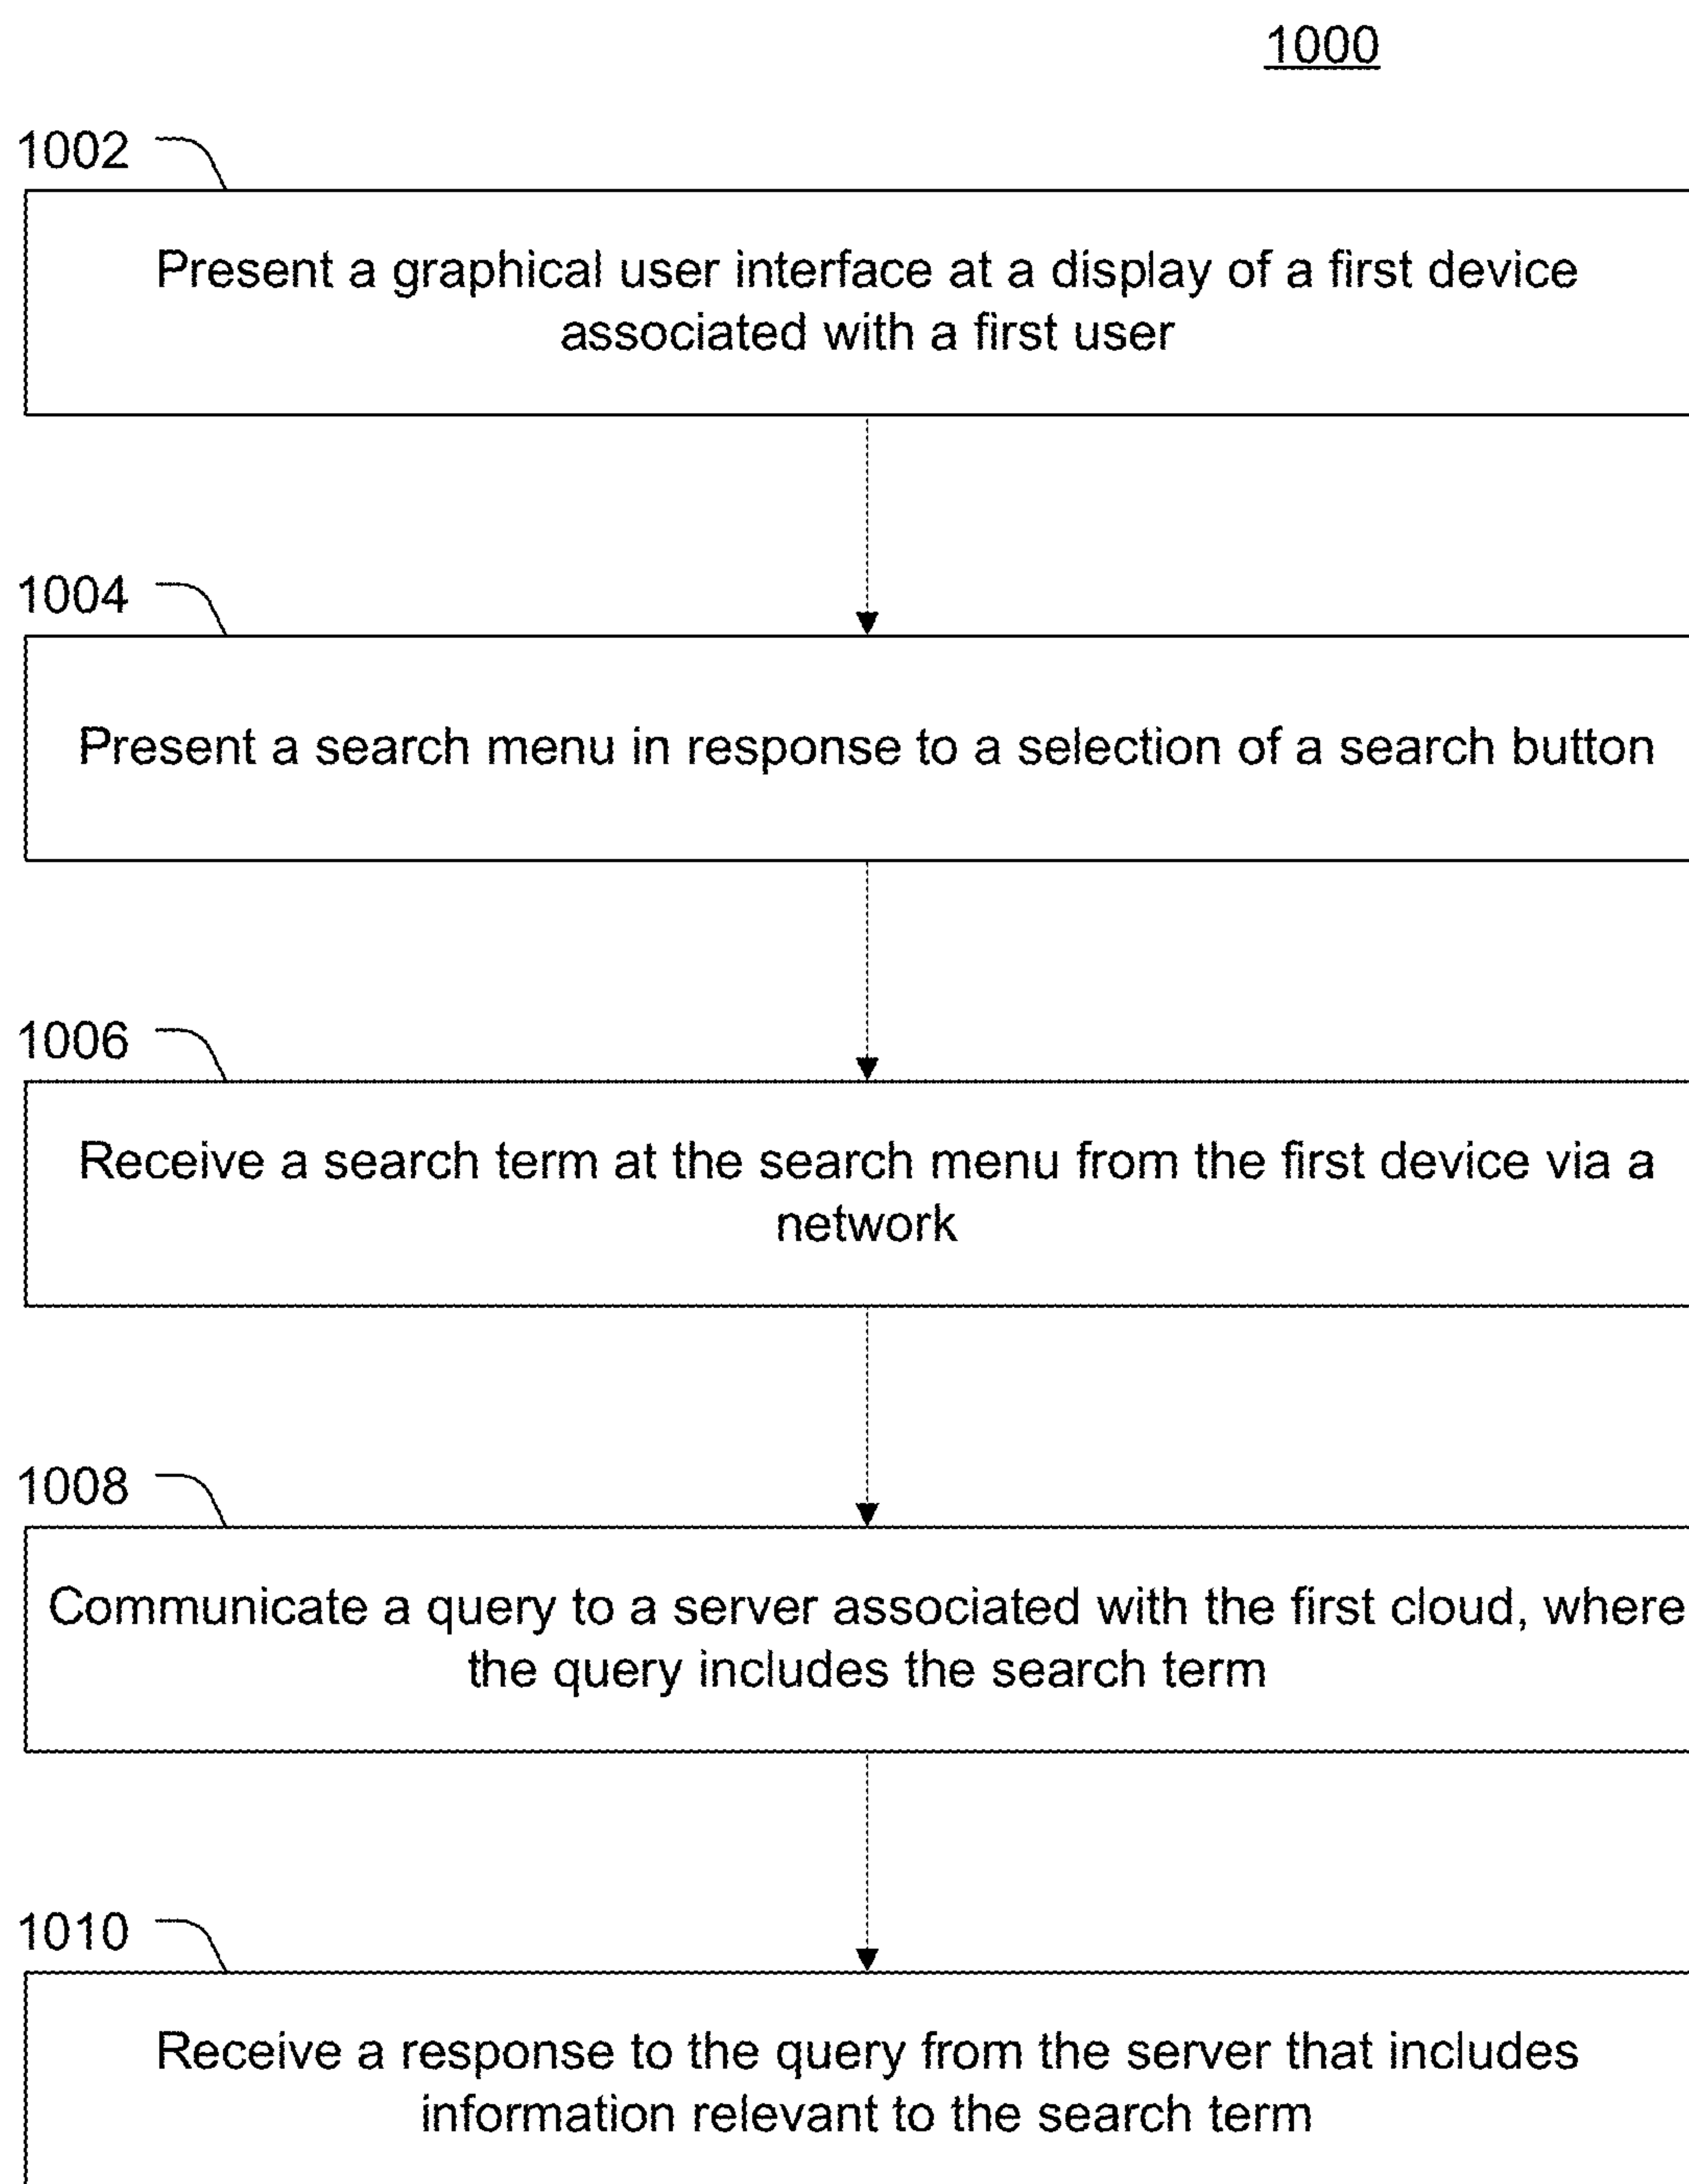 1000
1002
Present a graphical user interface at a display of a first device
associated with a first user
1004
Present a search menu in response to a selection of a search button
1006
Receive a search term at the search menu from the first device via a
network
1008
Communicate a query to a server associated with the first cloud, where
the query includes the search term
1010
Receive a response to the query from the server that includes
information relevant to the search term